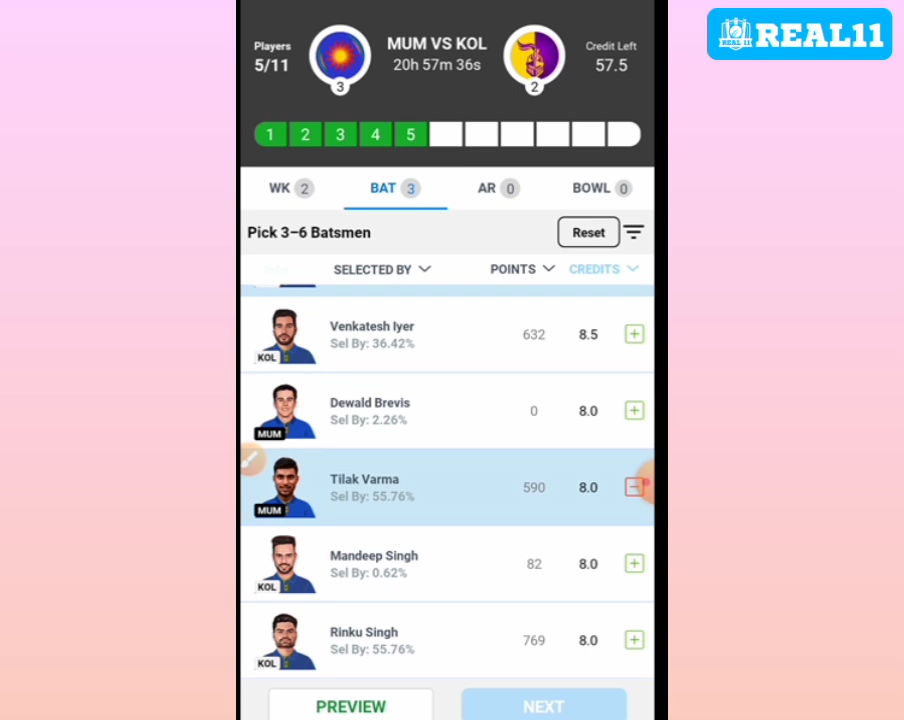 REAL11
REAL 11
Players
5/11
3
MUM VS KOL
20h 57m 36s
2
Credit Left
57.5
1 2 3 4 5
WK 2
BAT 3
AR 0
BOWL 0
Pick 3–6 Batsmen
Reset
SELECTED BY
POINTS
CREDITS
Venkatesh Iyer
Sel By: 36.42%
KOL
632
8.5
Dewald Brevis
Sel By: 2.26%
MUM
0
8.0
Tilak Varma
Sel By: 55.76%
MUM
590
8.0
Mandeep Singh
Sel By: 0.62%
KOL
82
8.0
Rinku Singh
Sel By: 55.76%
KOL
769
8.0
PREVIEW
NEXT